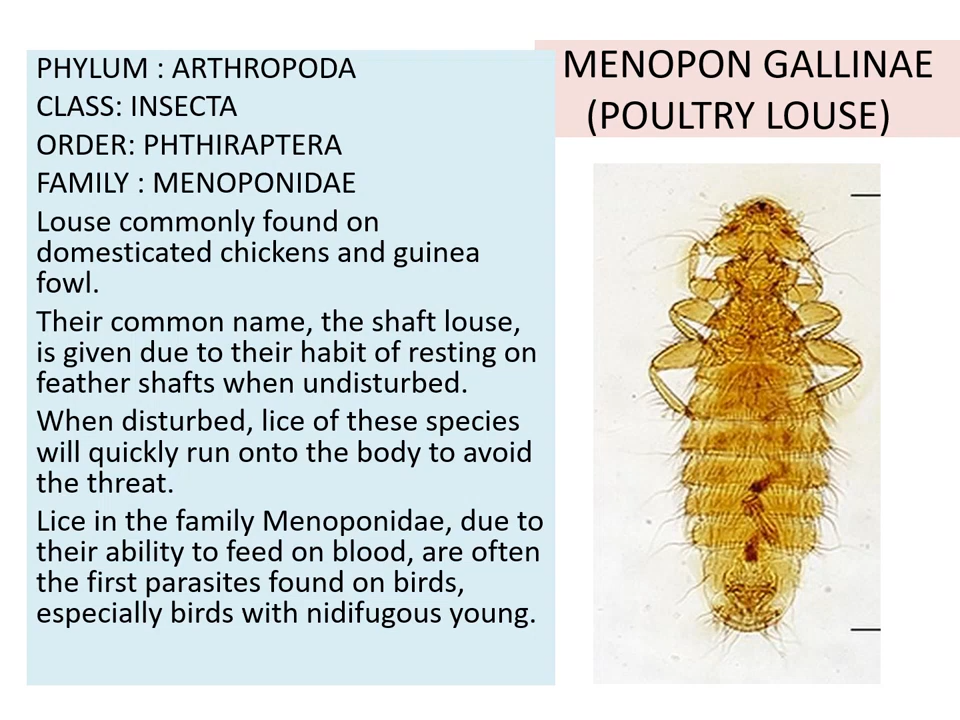 MENOPON GALLINAE
(POULTRY LOUSE)
PHYLUM : ARTHROPODA
CLASS: INSECTA
ORDER: PHTHIRAPTERA
FAMILY : MENOPONIDAE
Louse commonly found on
domesticated chickens and guinea
fowl.
Their common name, the shaft louse,
is given due to their habit of resting on
feather shafts when undisturbed.
When disturbed, lice of these species
will quickly run onto the body to avoid
the threat.
Lice in the family Menoponidae, due to
their ability to feed on blood, are often
the first parasites found on birds,
especially birds with nidifugous young.